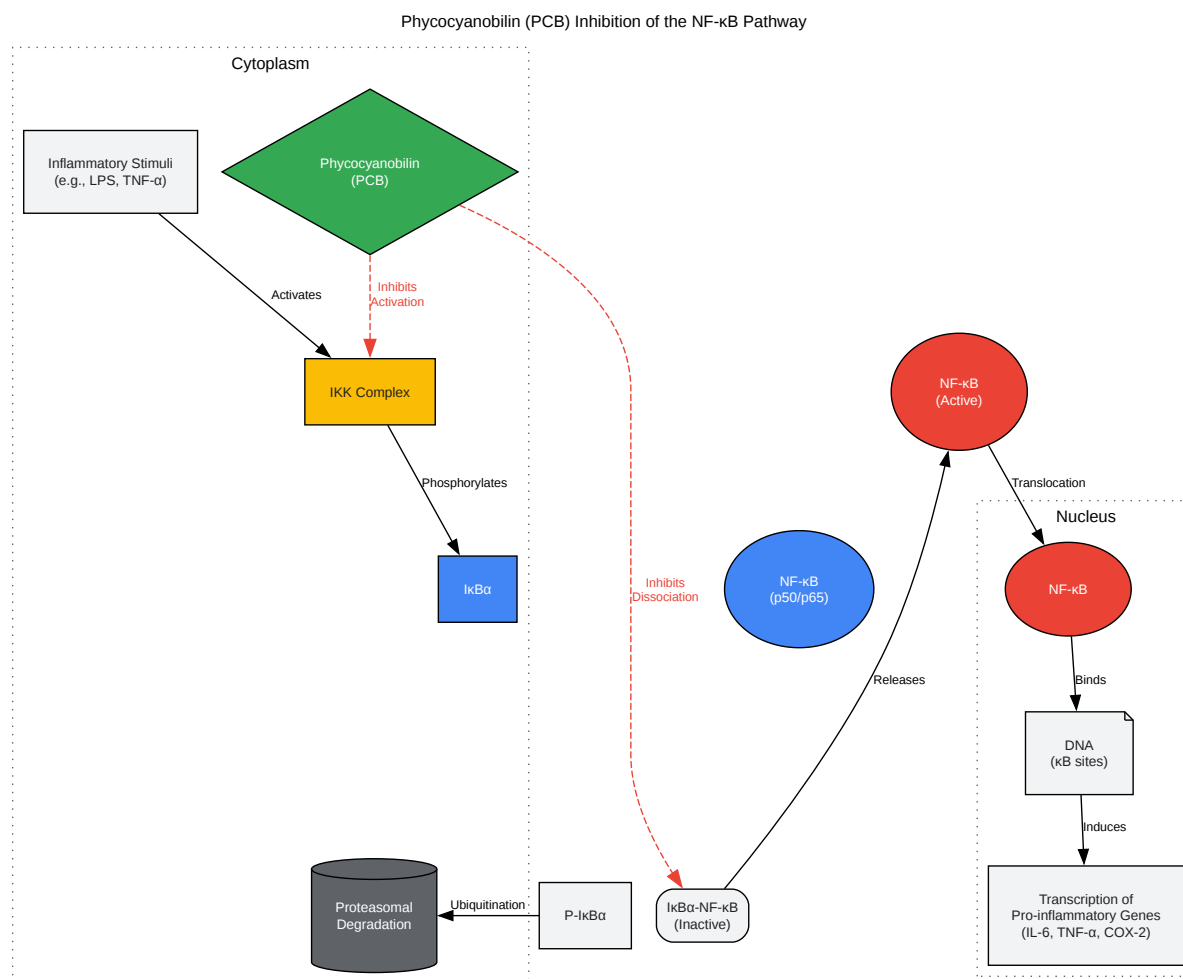 Phycocyanobilin (PCB) Inhibition of the NF-κB Pathway
Cytoplasm
Inflammatory Stimuli
(e.g., LPS, TNF-α)
Phycocyanobilin
(PCB)
Activates
Inhibits
Activation
IKK Complex
NF-κB
(Active)
Phosphorylates
Translocation
Nucleus
IκBα
Inhibits
Dissociation
NF-κB
(p50/p65)
NF-κB
Releases
Binds
DNA
(κB sites)
Induces
Proteasomal
Degradation
Ubiquitination
P-IκBα
IκBα-NF-κB
(Inactive)
Transcription of
Pro-inflammatory Genes
(IL-6, TNF-α, COX-2)